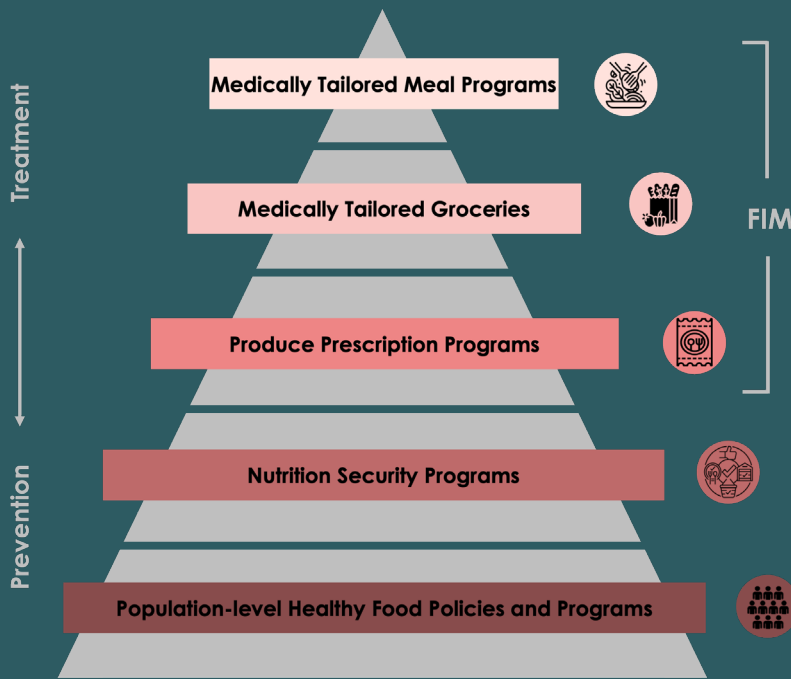 Medically Tailored Meal Programs
Medically Tailored Groceries
Produce Prescription Programs
Nutrition Security Programs
Population-level Healthy Food Policies and Programs
Treatment
Prevention
FIM